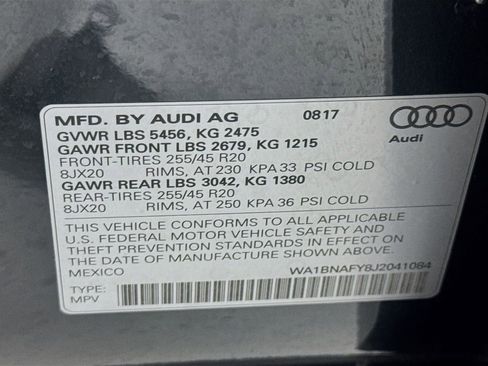 MFD. BY AUDI AG 0817
GVWR LBS 5456, KG 2475
GAWR FRONT LBS 2679, KG 1215
FRONT-TIRES 255/45 R20
8JX20 RIMS, AT 230 KPA 33 PSI COLD
GAWR REAR LBS 3042, KG 1380
REAR-TIRES 255/45 R20
8JX20 RIMS, AT 250 KPA 36 PSI COLD
THIS VEHICLE CONFORMS TO ALL APPLICABLE
U.S. FEDERAL MOTOR VEHICLE SAFETY AND
THEFT PREVENTION STANDARDS IN EFFECT ON
THE DATE OF MANUFACTURE SHOWN ABOVE.
MEXICO WA1BNAFY8J2041084
TYPE:
MPV
Audi